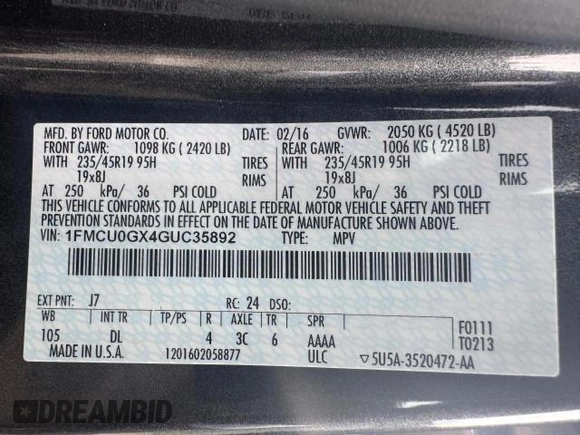 MFD. BY FORD MOTOR CO. DATE: 02/16 GVWR: 2050 KG ( 4520 LB)
FRONT GAWR: 1098 KG ( 2420 LB) REAR GAWR: 1006 KG ( 2218 LB)
WITH 235/45R19 95H TIRES WITH 235/45R19 95H TIRES
19x8J RIMS 19x8J RIMS
AT 250 kPa/ 36 PSI COLD AT 250 kPa/ 36 PSI COLD
THIS VEHICLE CONFORMS TO ALL APPLICABLE FEDERAL MOTOR VEHICLE SAFETY AND THEFT
PREVENTION STANDARDS IN EFFECT ON THE DATE OF MANUFACTURE SHOWN ABOVE.
VIN: 1FMCU0GX4GUC35892 TYPE: MPV
EXT PNT: J7 RC: 24 DSO:
WB INT TR TP/PS R AXLE TR SPR F0111
105 DL 4 3C 6 AAAA T0213
MADE IN U.S.A. 1201602058877 ULC 5U5A-3520472-AA
DREAMBID